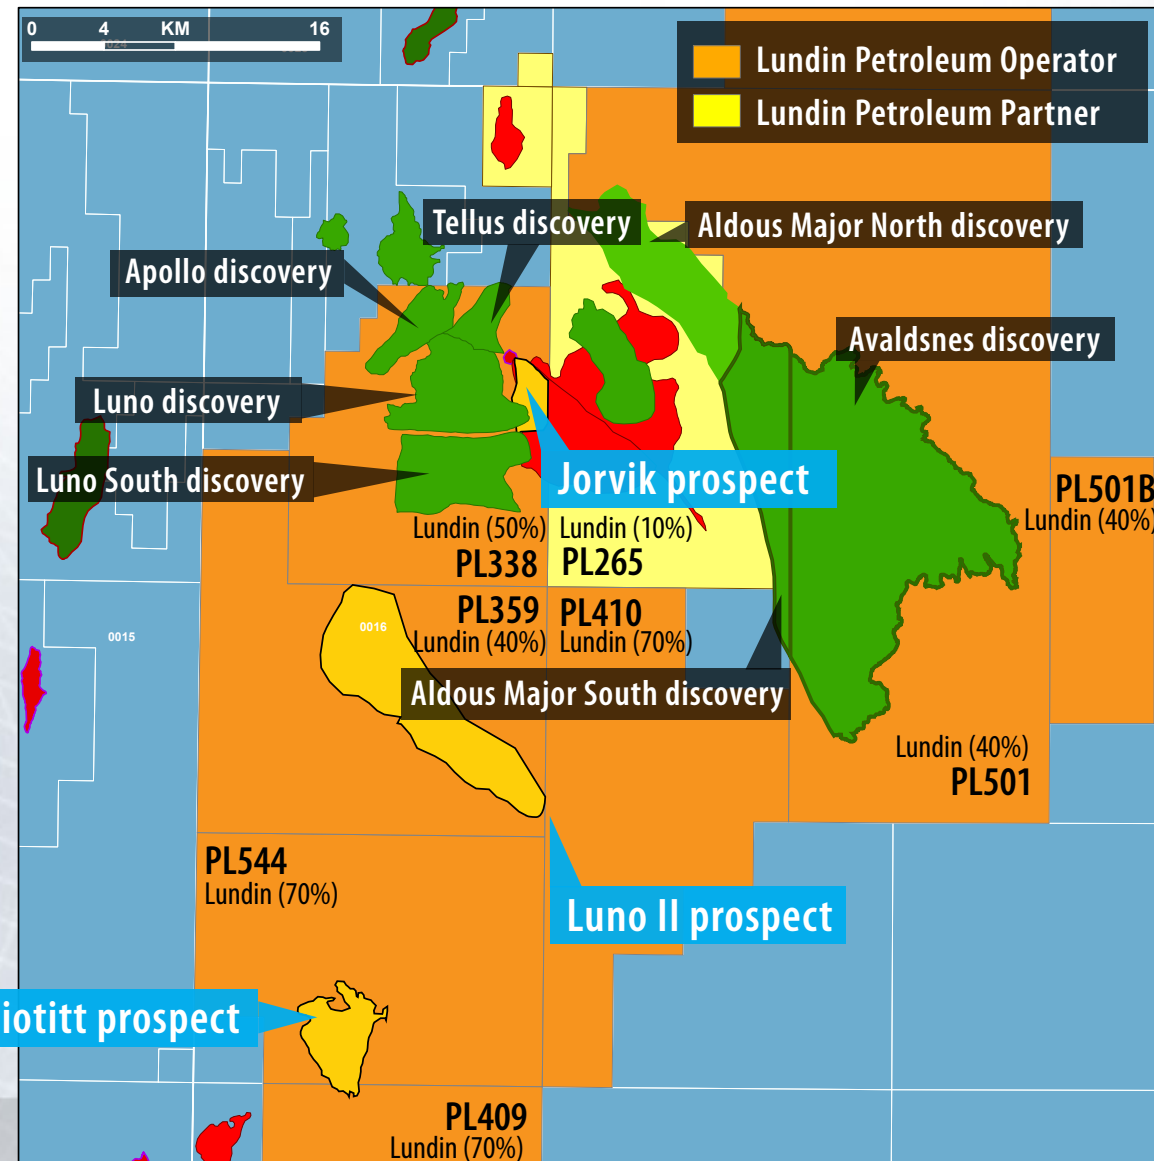 0 4 KM 16
Lundin Petroleum Operator
Lundin Petroleum Partner
Tellus discovery
Aldous Major North discovery
Apollo discovery
Avaldsnes discovery
Luno discovery
Luno South discovery
Jorvik prospect
PL501B
Lundin (40%)
Lundin (50%)
PL338
Lundin (10%)
PL265
PL359
Lundin (40%)
PL410
Lundin (70%)
0016
0015
Aldous Major South discovery
Lundin (40%)
PL501
PL544
Lundin (70%)
Luno II prospect
iotitt prospect
PL409
Lundin (70%)